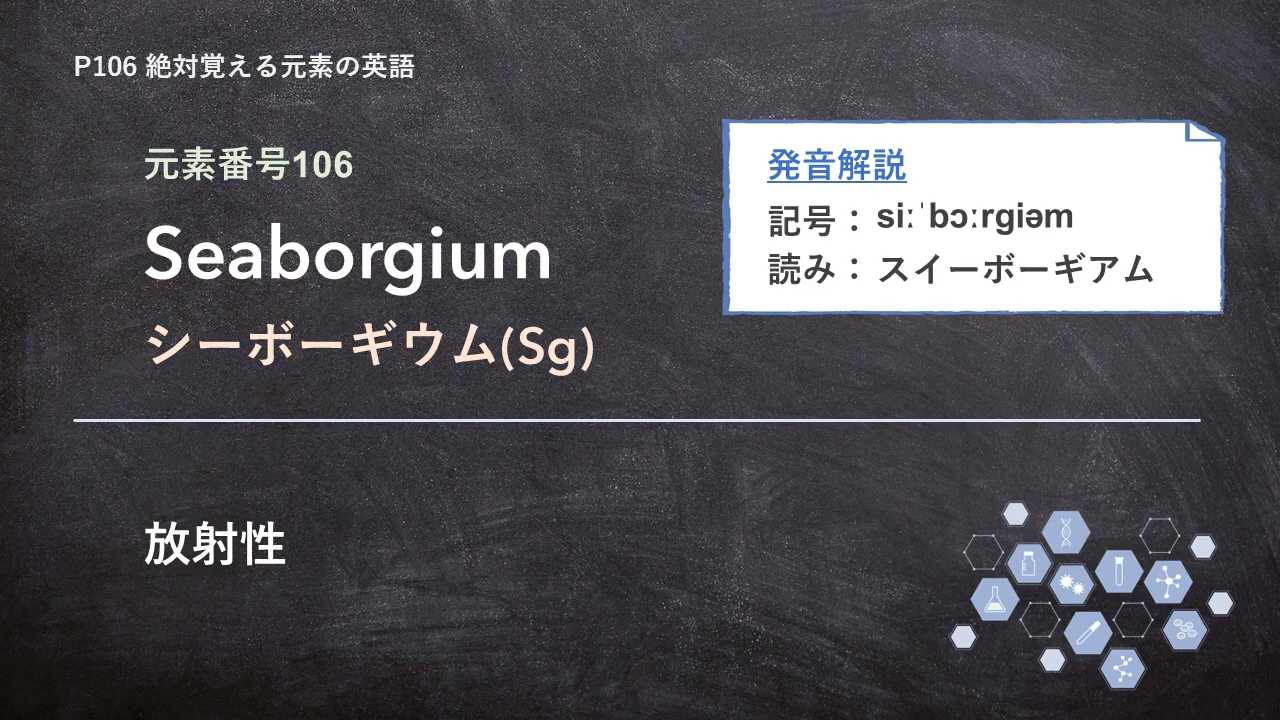 P106 絶対覚える元素の英語
元素番号106
Seaborgium
シーボーギウム(Sg)
発音解説
記号： siːˈbɔːrgiəm
読み： スイーボーギアム
放射性